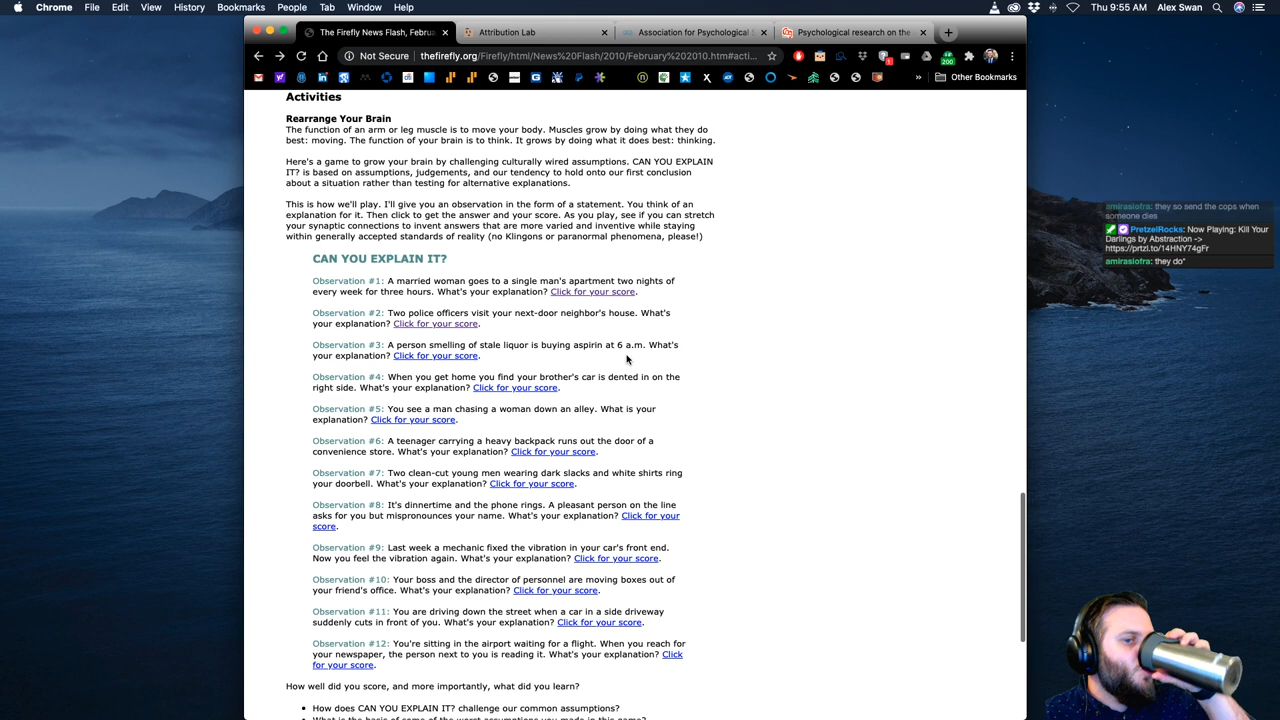 Chrome File Edit View History Bookmarks People Tab Window Help
7:55 AM Alex Sheen
The Firefly News Flash, Februa
Attribution Lab
Association for Psychological
Psychological research on the
Not Secure thefirefly.org/Firefly/html/News%20Flash/2010/February%202010.htm#acti...
200
Other Bookmarks
Activities
Rearrange Your Brain
The function of an arm or leg muscle is to move your body. Muscles grow by doing what they do
best: moving. The function of your brain is to think. It grows by doing what it does best: thinking.
Here's a game to grow your brain by challenging culturally wired assumptions. CAN YOU EXPLAIN
IT? is based on assumptions, judgements, and our tendency to hold onto our first conclusion
about a situation rather than testing for alternative explanations.
This is how we'll play. I'll give you an observation in the form of a statement. You think of an
explanation for it. Then click to get the answer and your score. As you play, see if you can stretch
your synaptic connections to invent answers that are more varied and inventive while staying
within generally accepted standards of reality (no Klingons or paranormal phenomena, please!)
CAN YOU EXPLAIN IT?
Observation #1: A married woman goes to a single man's apartment two nights of
every week for three hours. What's your explanation? Click for your score.
Observation #2: Two police officers visit your next-door neighbor's house. What's
your explanation? Click for your score.
Observation #3: A person smelling of stale liquor is buying aspirin at 6 a.m. What's
your explanation? Click for your score.
Observation #4: When you get home you find your brother's car is dented in on the
right side. What's your explanation? Click for your score.
Observation #5: You see a man chasing a woman down an alley. What is your
explanation? Click for your score.
Observation #6: A teenager carrying a heavy backpack runs out the door of a
convenience store. What's your explanation? Click for your score.
Observation #7: Two clean-cut young men wearing dark slacks and white shirts ring
your doorbell. What's your explanation? Click for your score.
Observation #8: It's dinnertime and the phone rings. A pleasant person on the line
asks for you but mispronounces your name. What's your explanation? Click for your
score.
Observation #9: Last week a mechanic fixed the vibration in your car's front end.
Now you feel the vibration again. What's your explanation? Click for your score.
Observation #10: Your boss and the director of personnel are moving boxes out of
your friend's office. What's your explanation? Click for your score.
Observation #11: You are driving down the street when a car in a side driveway
suddenly cuts in front of you. What's your explanation? Click for your score.
Observation #12: You're sitting in the airport waiting for a flight. When you reach for
your newspaper, the person next to you is reading it. What's your explanation? Click
for your score.
How well did you score, and more importantly, what did you learn?
How does CAN YOU EXPLAIN IT? challenge our common assumptions?
What is the basis of some of the worst assumptions you made in this game?
amirasiofra: they so send the cops when
someone dies
PretzelRocks: Now Playing: Kill Your
Darlings by Abstraction ->
https://prtzl.to/14HNY74gFr
amirasiofra: they do*